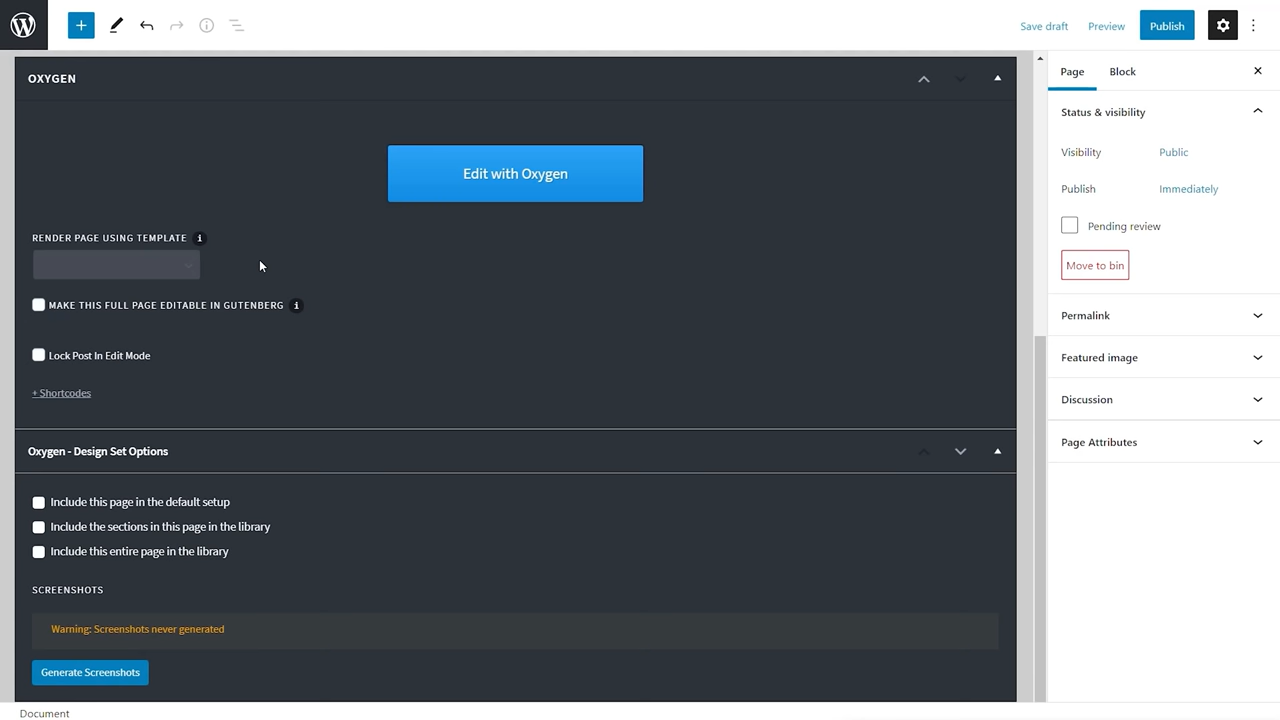 Save draft
Preview
Publish
OXYGEN
Edit with Oxygen
RENDER PAGE USING TEMPLATE
MAKE THIS FULL PAGE EDITABLE IN GUTENBERG
Lock Post In Edit Mode
+ Shortcodes
Oxygen - Design Set Options
Include this page in the default setup
Include the sections in this page in the library
Include this entire page in the library
SCREENSHOTS
Warning: Screenshots never generated
Generate Screenshots
Page
Block
Status & visibility
Visibility
Public
Publish
Immediately
Pending review
Move to bin
Permalink
Featured image
Discussion
Page Attributes
Document